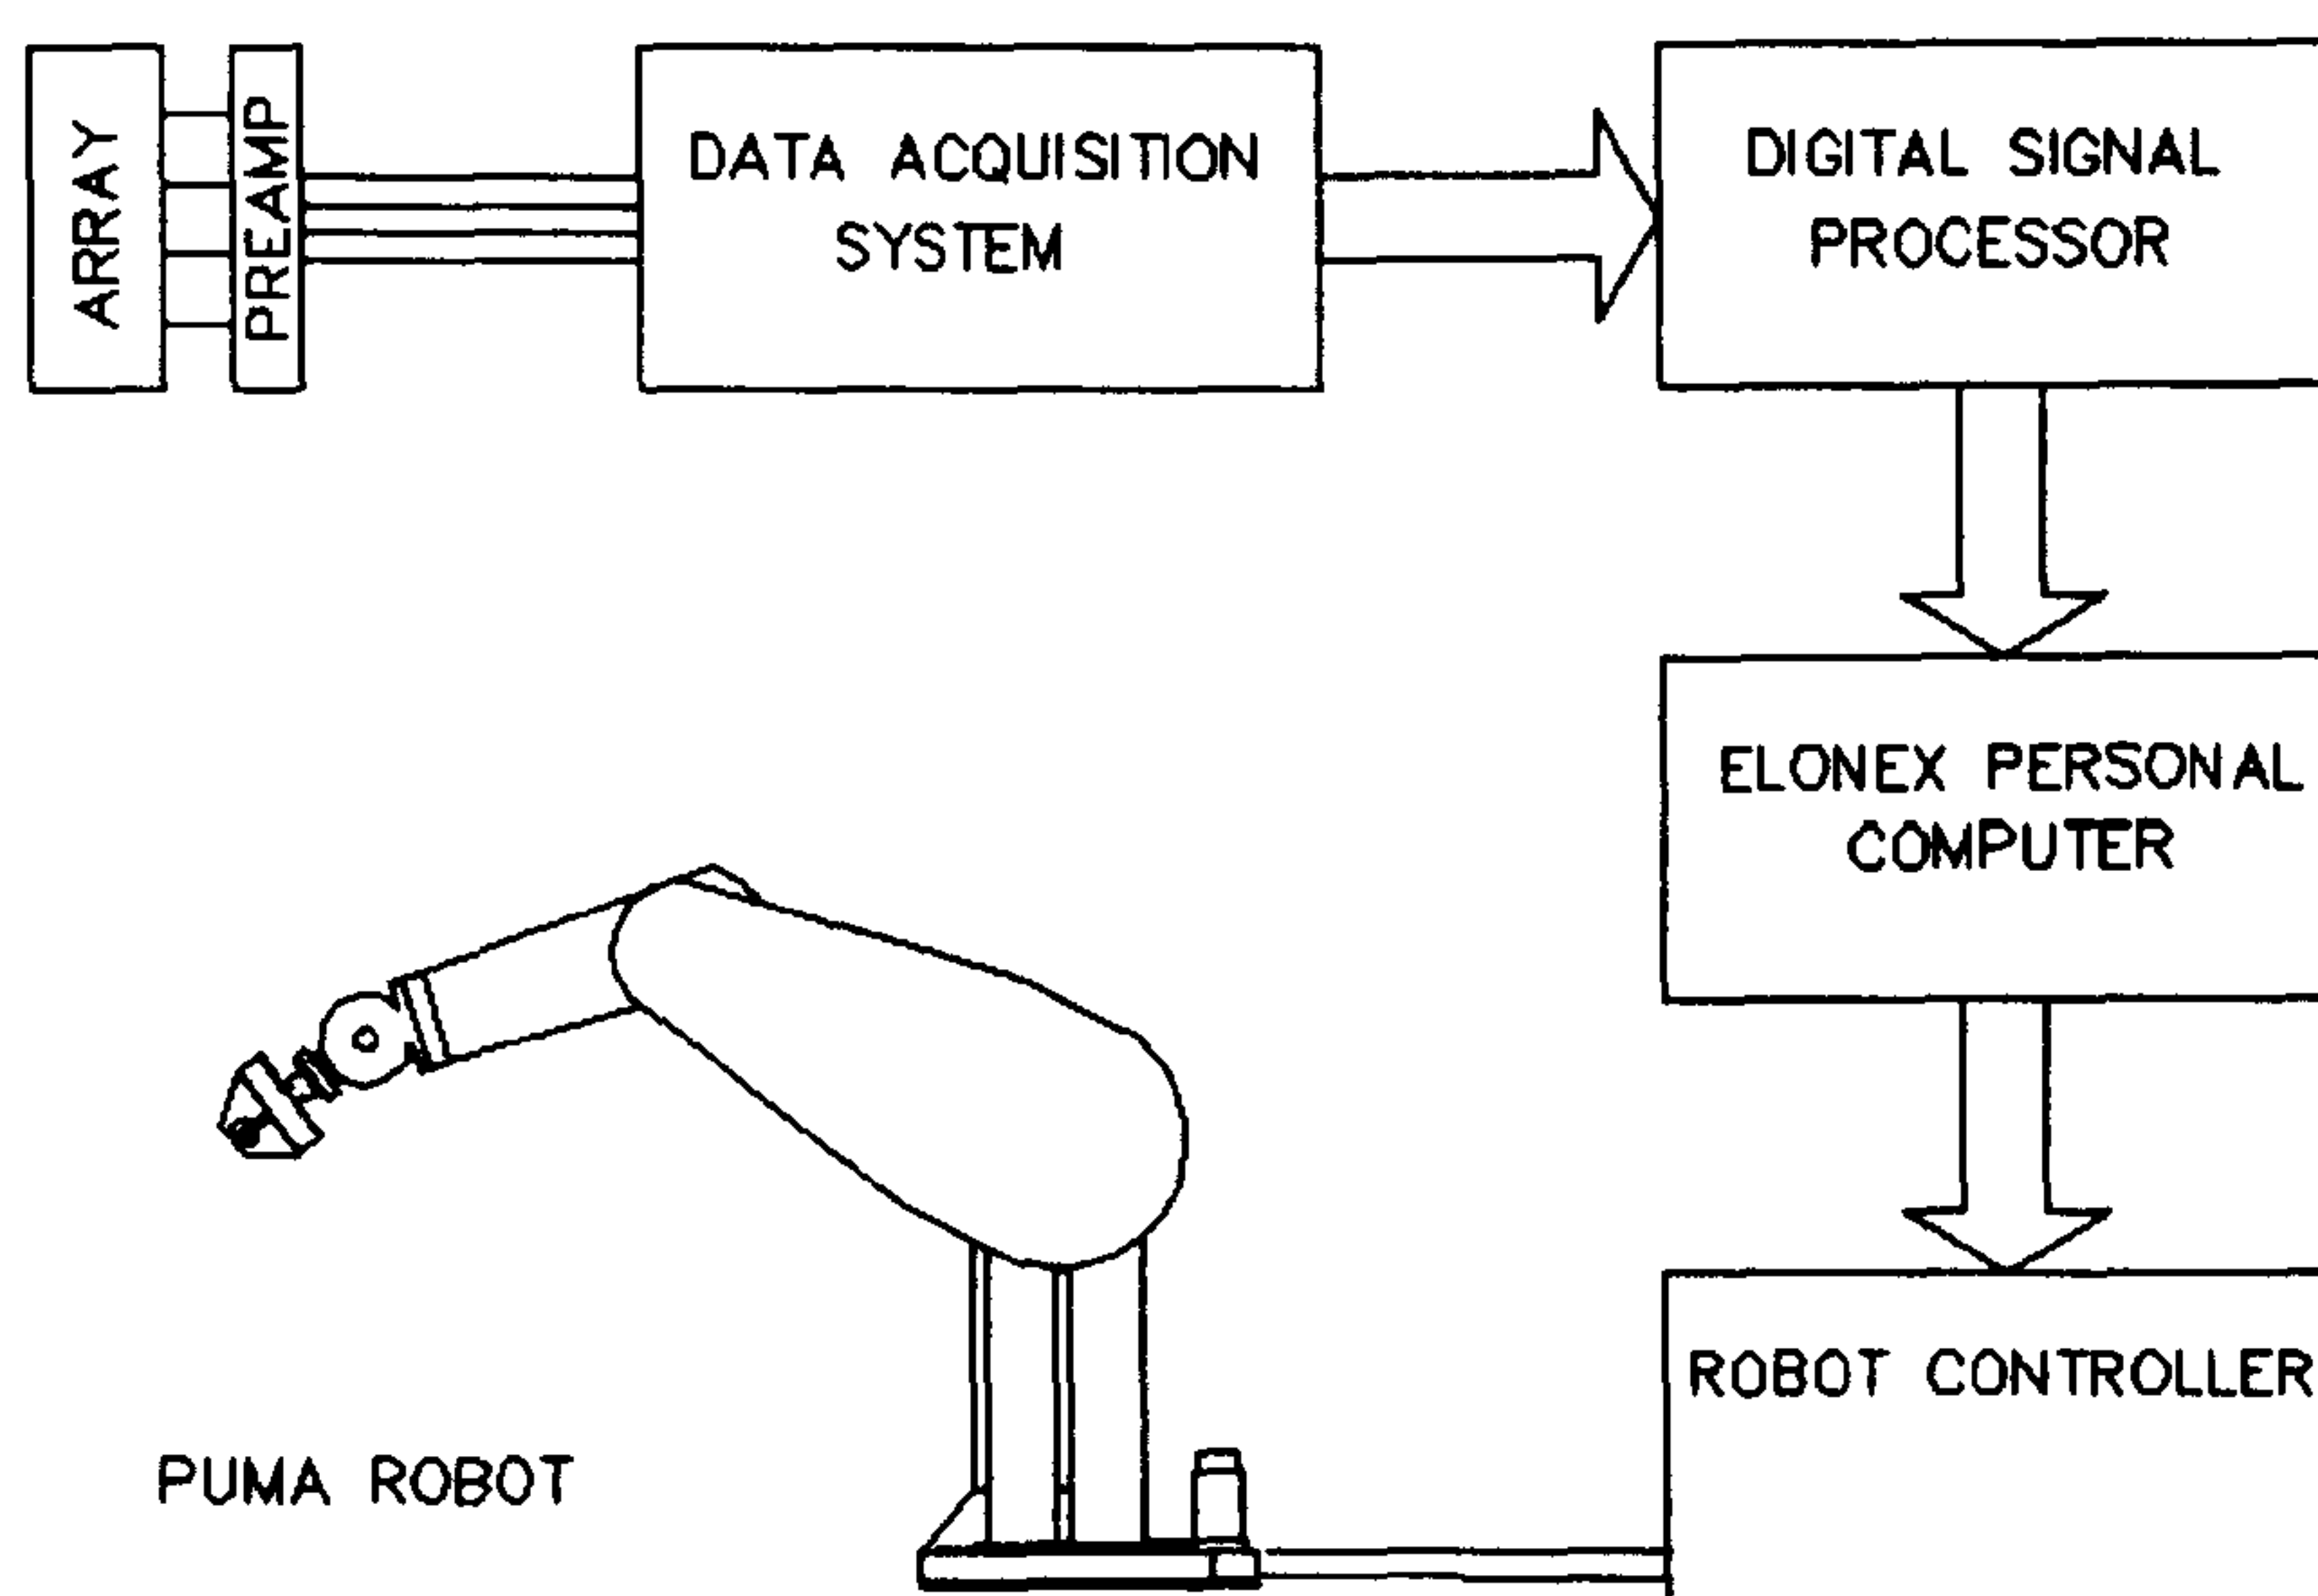 ARRAY
PREAMP
DATA ACQUISITION
SYSTEM
DIGITAL SIGNAL
PROCESSOR
ELONEX PERSONAL
COMPUTER
ROBOT CONTROLLER
PUMA ROBOT